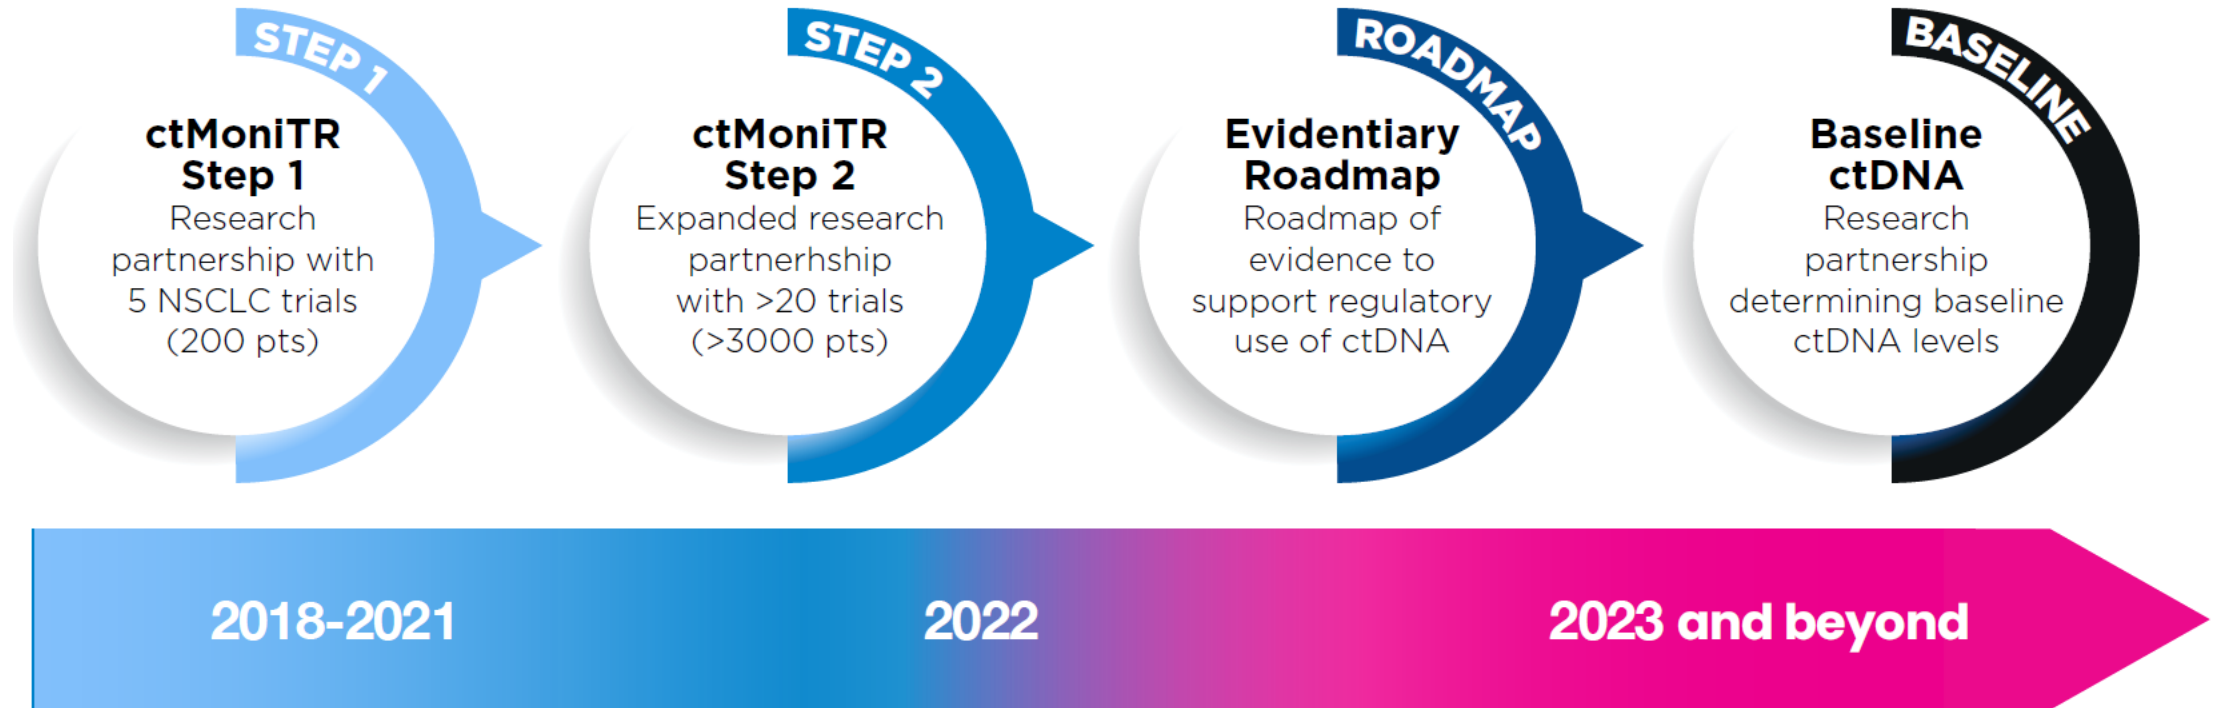 STEP 1
ctMoniTR
Step 1
Research
partnership with
5 NSCLC trials
(200 pts)
STEP 2
ctMoniTR
Step 2
Expanded research
partnerhship
with >20 trials
(>3000 pts)
ROADMAP
Evidentiary
Roadmap
Roadmap of
evidence to
support regulatory
use of ctDNA
BASELINE
Baseline
ctDNA
Research
partnership
determining baseline
ctDNA levels
2018-2021
2022
2023 and beyond